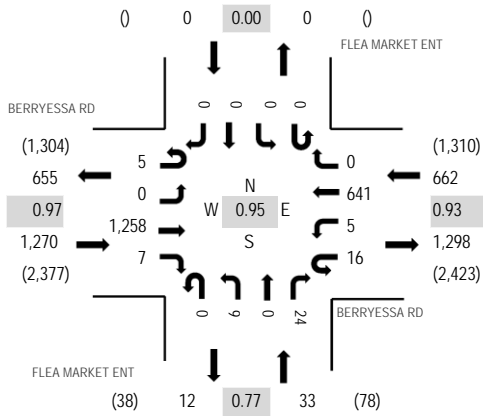 () 0 0.00 0 ()
FLEA MARKET ENT
BERRYESSA RD
0 0 0 0
(1,304) (1,310)
655 5 0 662
0 N 641
0.97 W 0.95 E 0.93
1,270 1,258 S 5 1,298
(2,377) 7 16 (2,423)
0 9 0 24
BERRYESSA RD
FLEA MARKET ENT
(38) 12 0.77 33 (78)